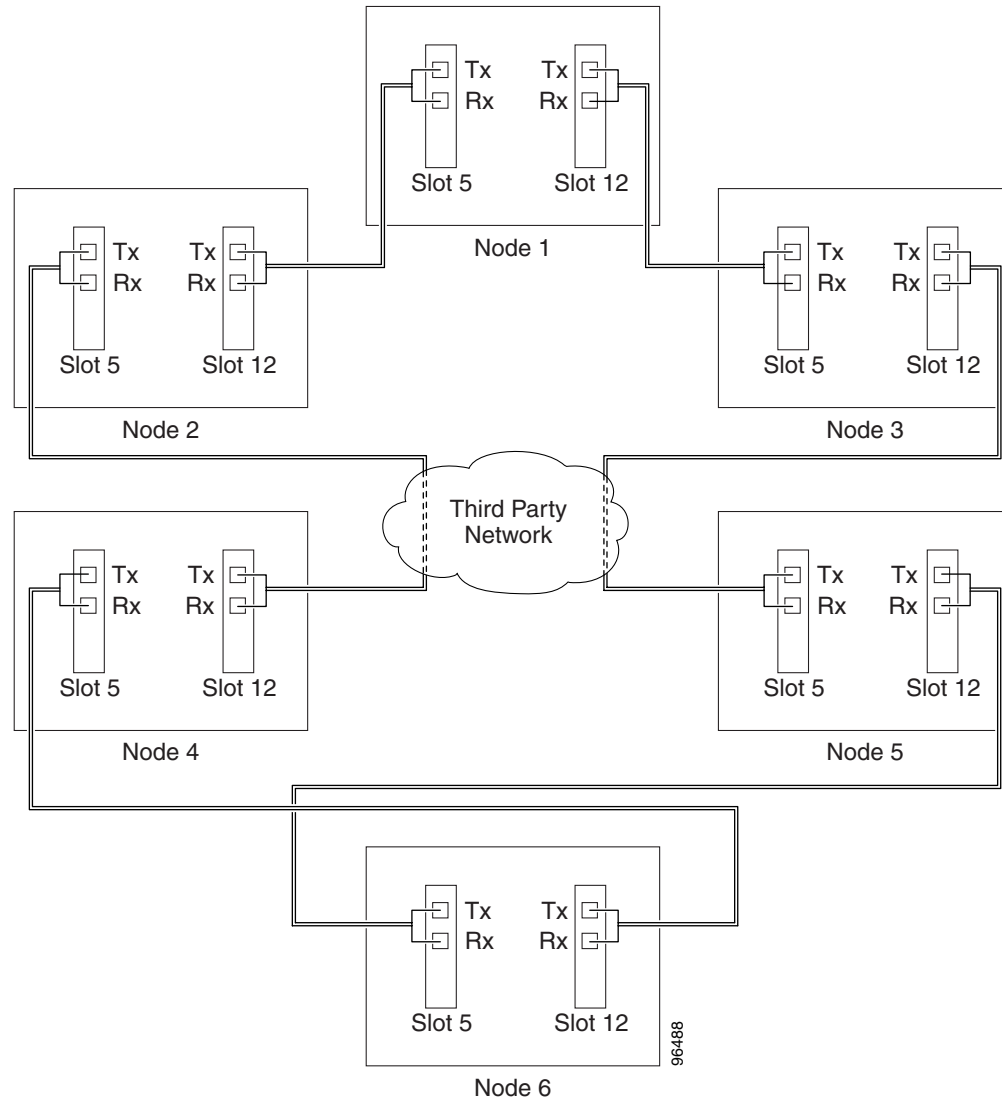 Tx Tx
Rx Rx
Slot 5 Slot 12
Node 1
Tx Tx
Rx Rx
Slot 5 Slot 12
Node 2
Tx Tx
Rx Rx
Slot 5 Slot 12
Node 3
Third Party
Network
Tx Tx
Rx Rx
Slot 5 Slot 12
Node 4
Tx Tx
Rx Rx
Slot 5 Slot 12
Node 5
Tx Tx
Rx Rx
Slot 5 Slot 12
Node 6
96488